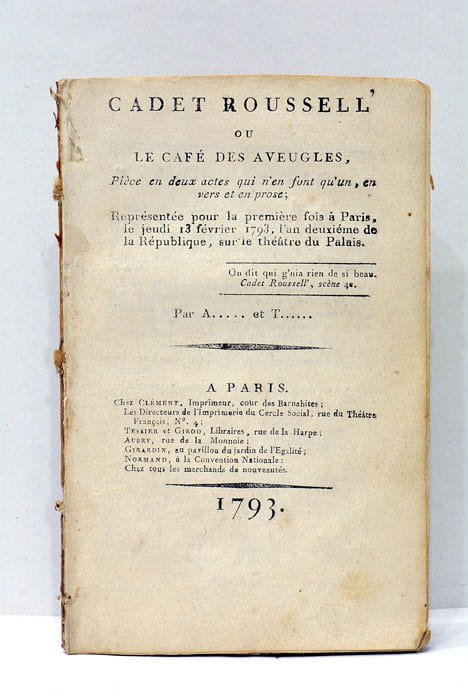 CADET ROUSSELL'
OU
LE CAFÉ DES AVEUGLES,
Pièce en deux actes qui n'en font qu'un, en
vers et en prose;
Représentée pour la première fois à Paris,
le jeudi 13 février 1793, l'an deuxiéme de
la République, sur le théâtre du Palais.
On dit qui g'nia rien de si beau.
Cadet Roussell', scène 4e.
Par A..... et T......
A PARIS.
Chez CLÉMENT, Imprimeur, cour des Barnabites;
Les Directeurs de l'imprimerie du Cercle Social, rue du Théâtre
Français, N°. 4;
TESSIER et GIROD, Libraires, rue de la Harpe;
AUBRY, rue de la Monnoie;
GIRARDIN, au pavillon du jardin de l'Egalité;
NORMAND, à la Convention Nationale:
Chez tous les marchands de nouveautés.
1793.